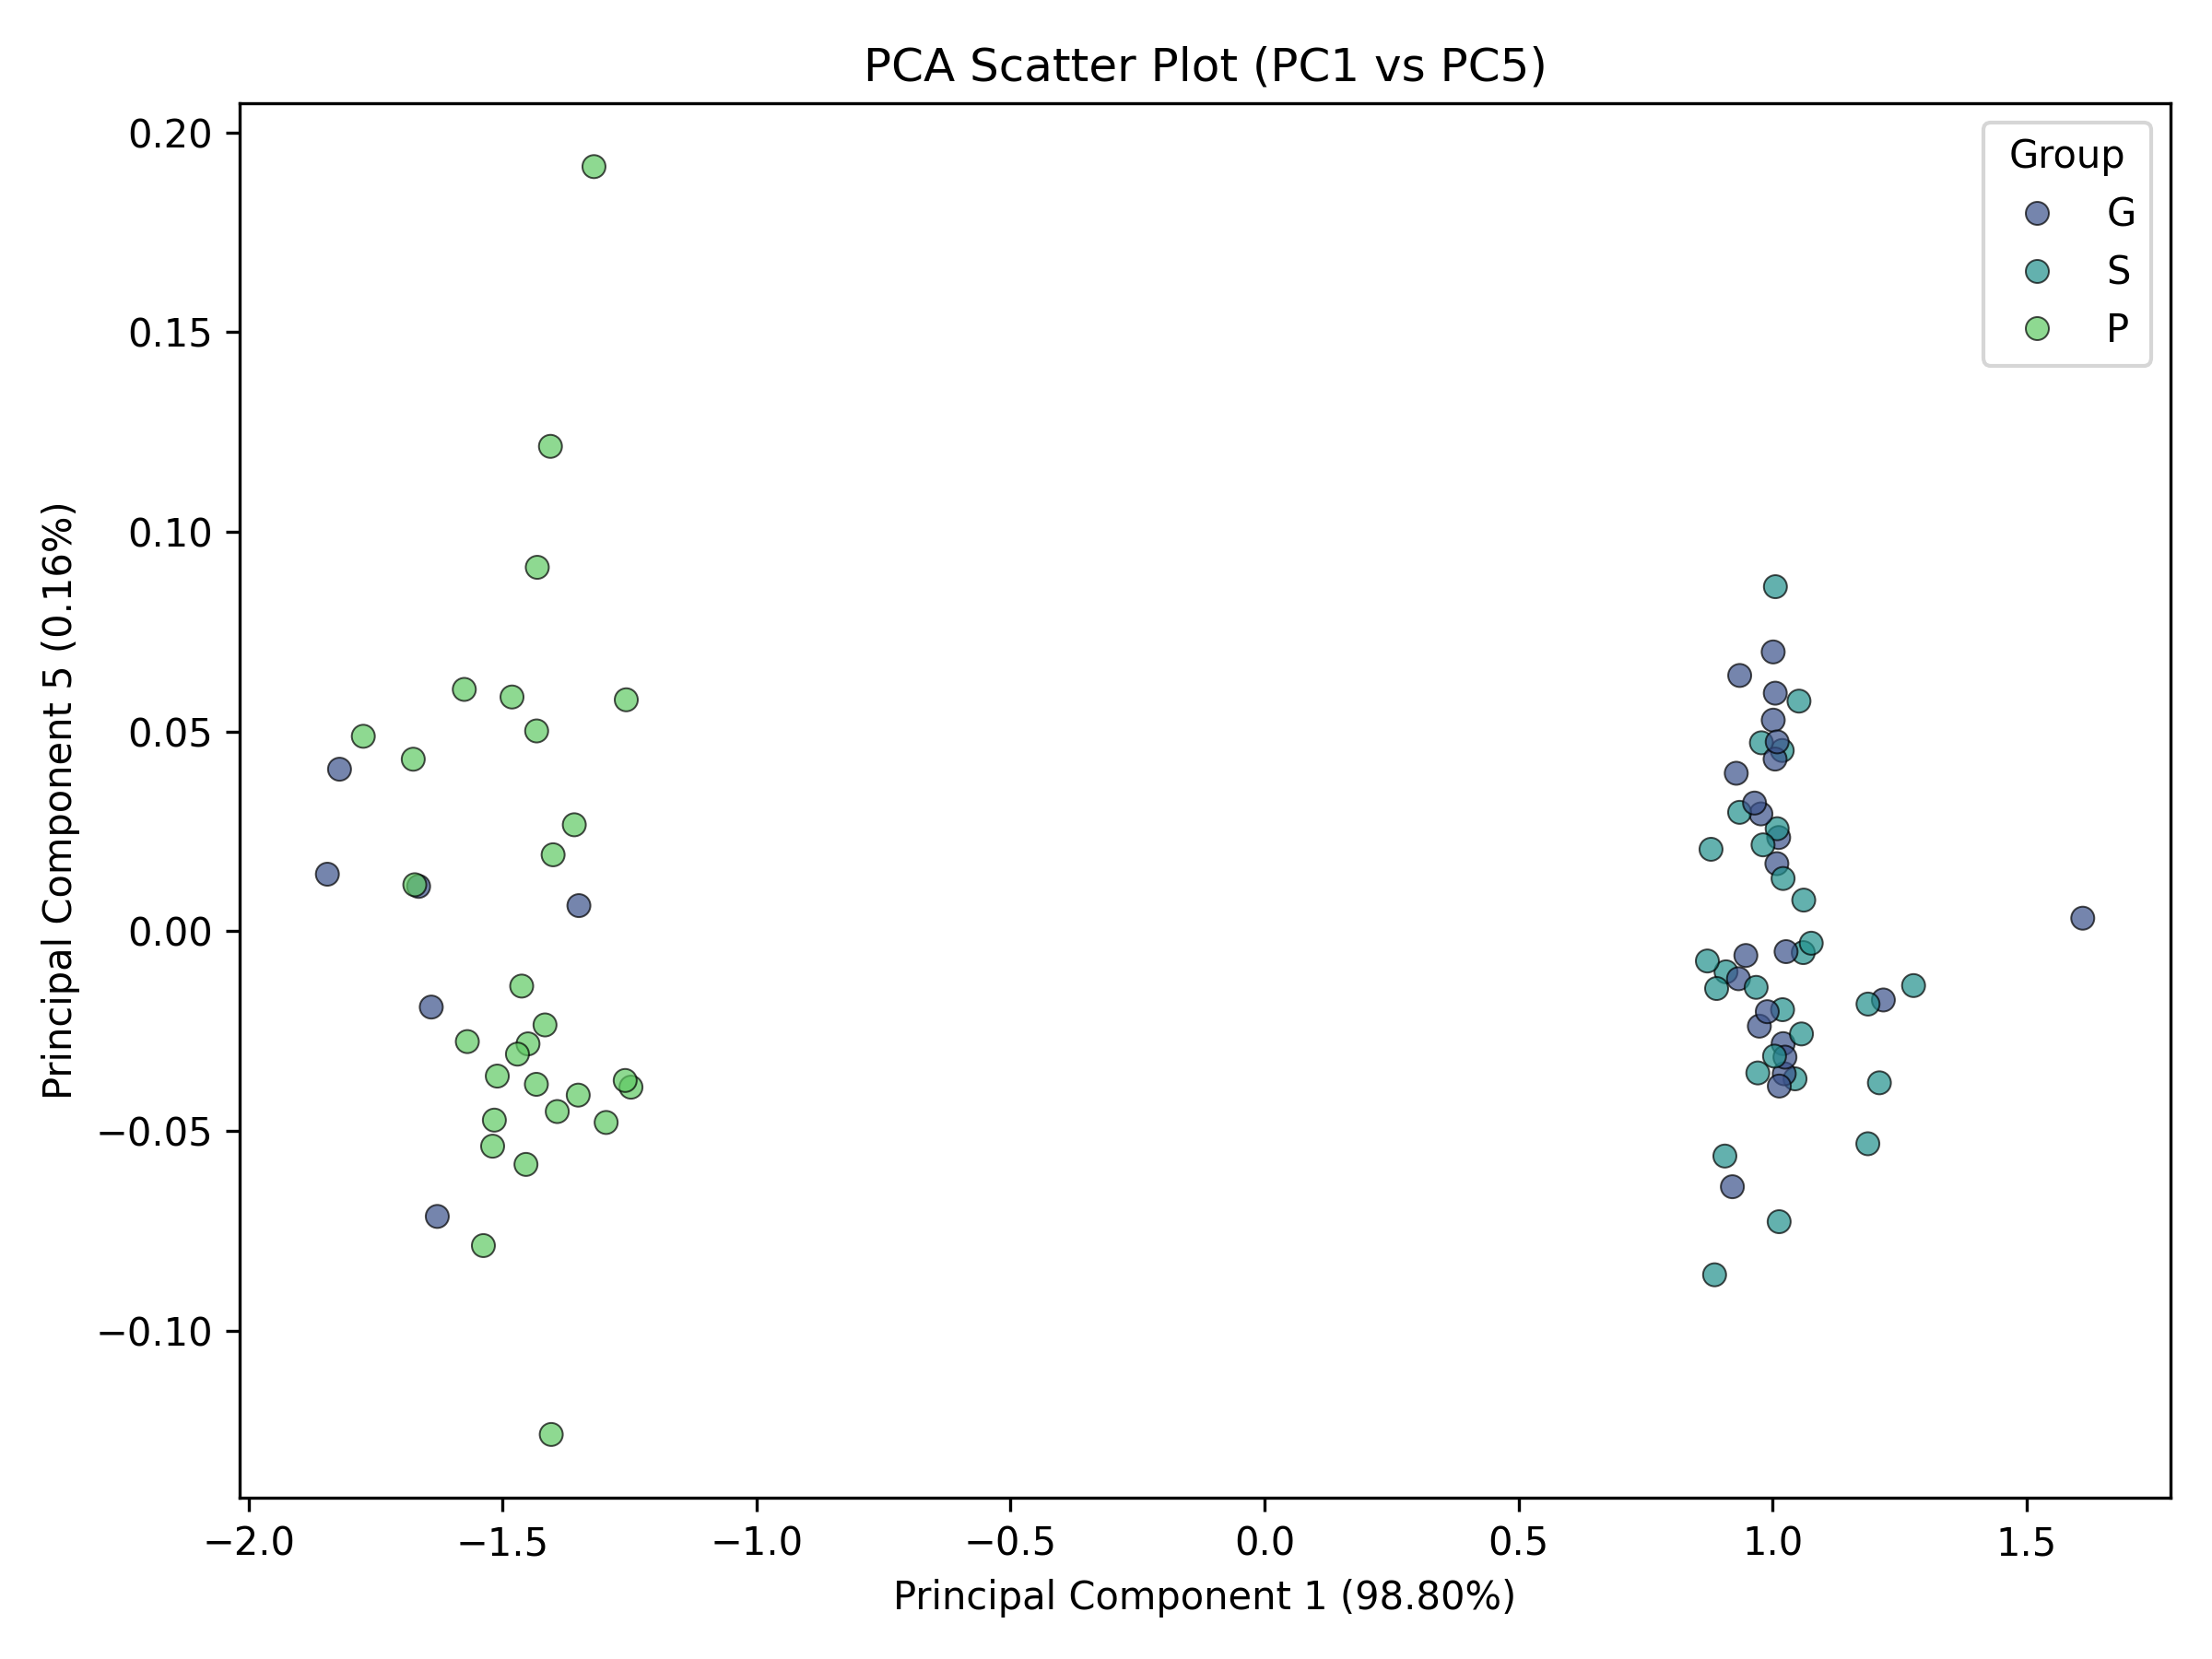 PCA Scatter Plot (PC1 vs PC5)
Group
G
S
P
0.20
0.15
0.10
0.05
0.00
−0.05
−0.10
Principal Component 5 (0.16%)
−2.0 −1.5 −1.0 −0.5 0.0 0.5 1.0 1.5
Principal Component 1 (98.80%)